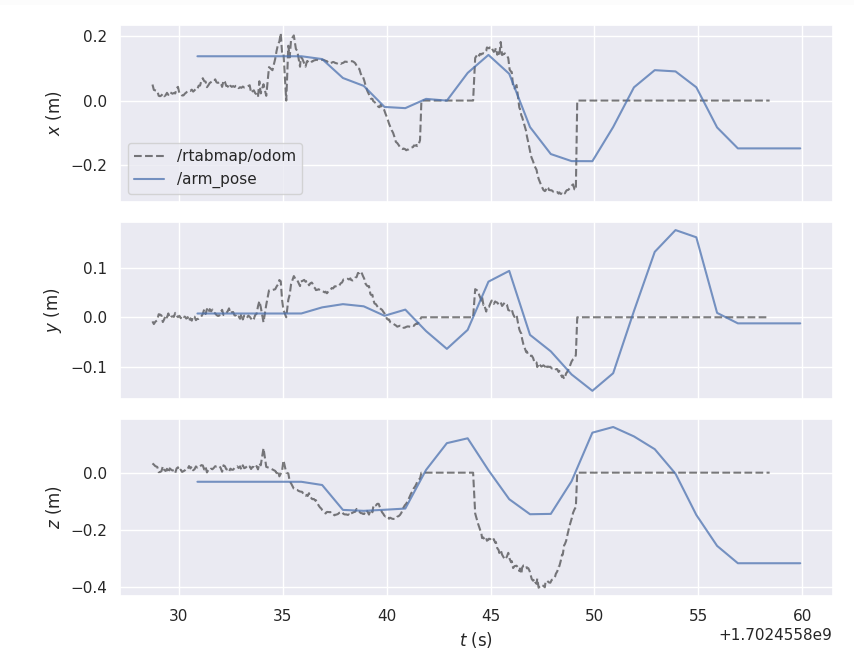 0.2
0.0
−0.2
x (m)
/rtabmap/odom
/arm_pose
0.1
0.0
−0.1
y (m)
0.0
−0.2
−0.4
z (m)
30 35 40 45 50 55 60
t (s)
+1.7024558e9